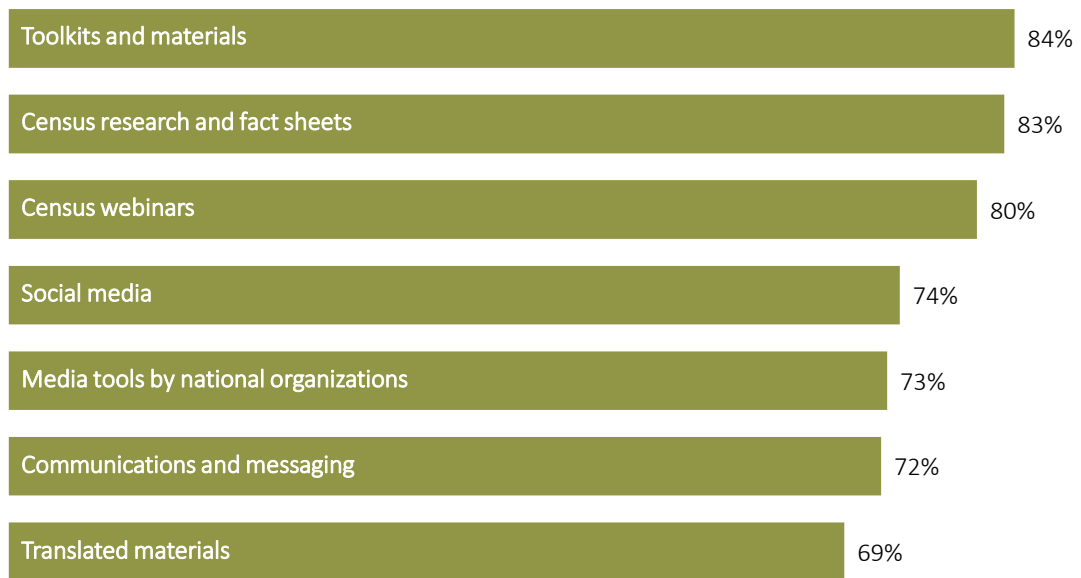 Toolkits and materials 84%
Census research and fact sheets 83%
Census webinars 80%
Social media 74%
Media tools by national organizations 73%
Communications and messaging 72%
Translated materials 69%